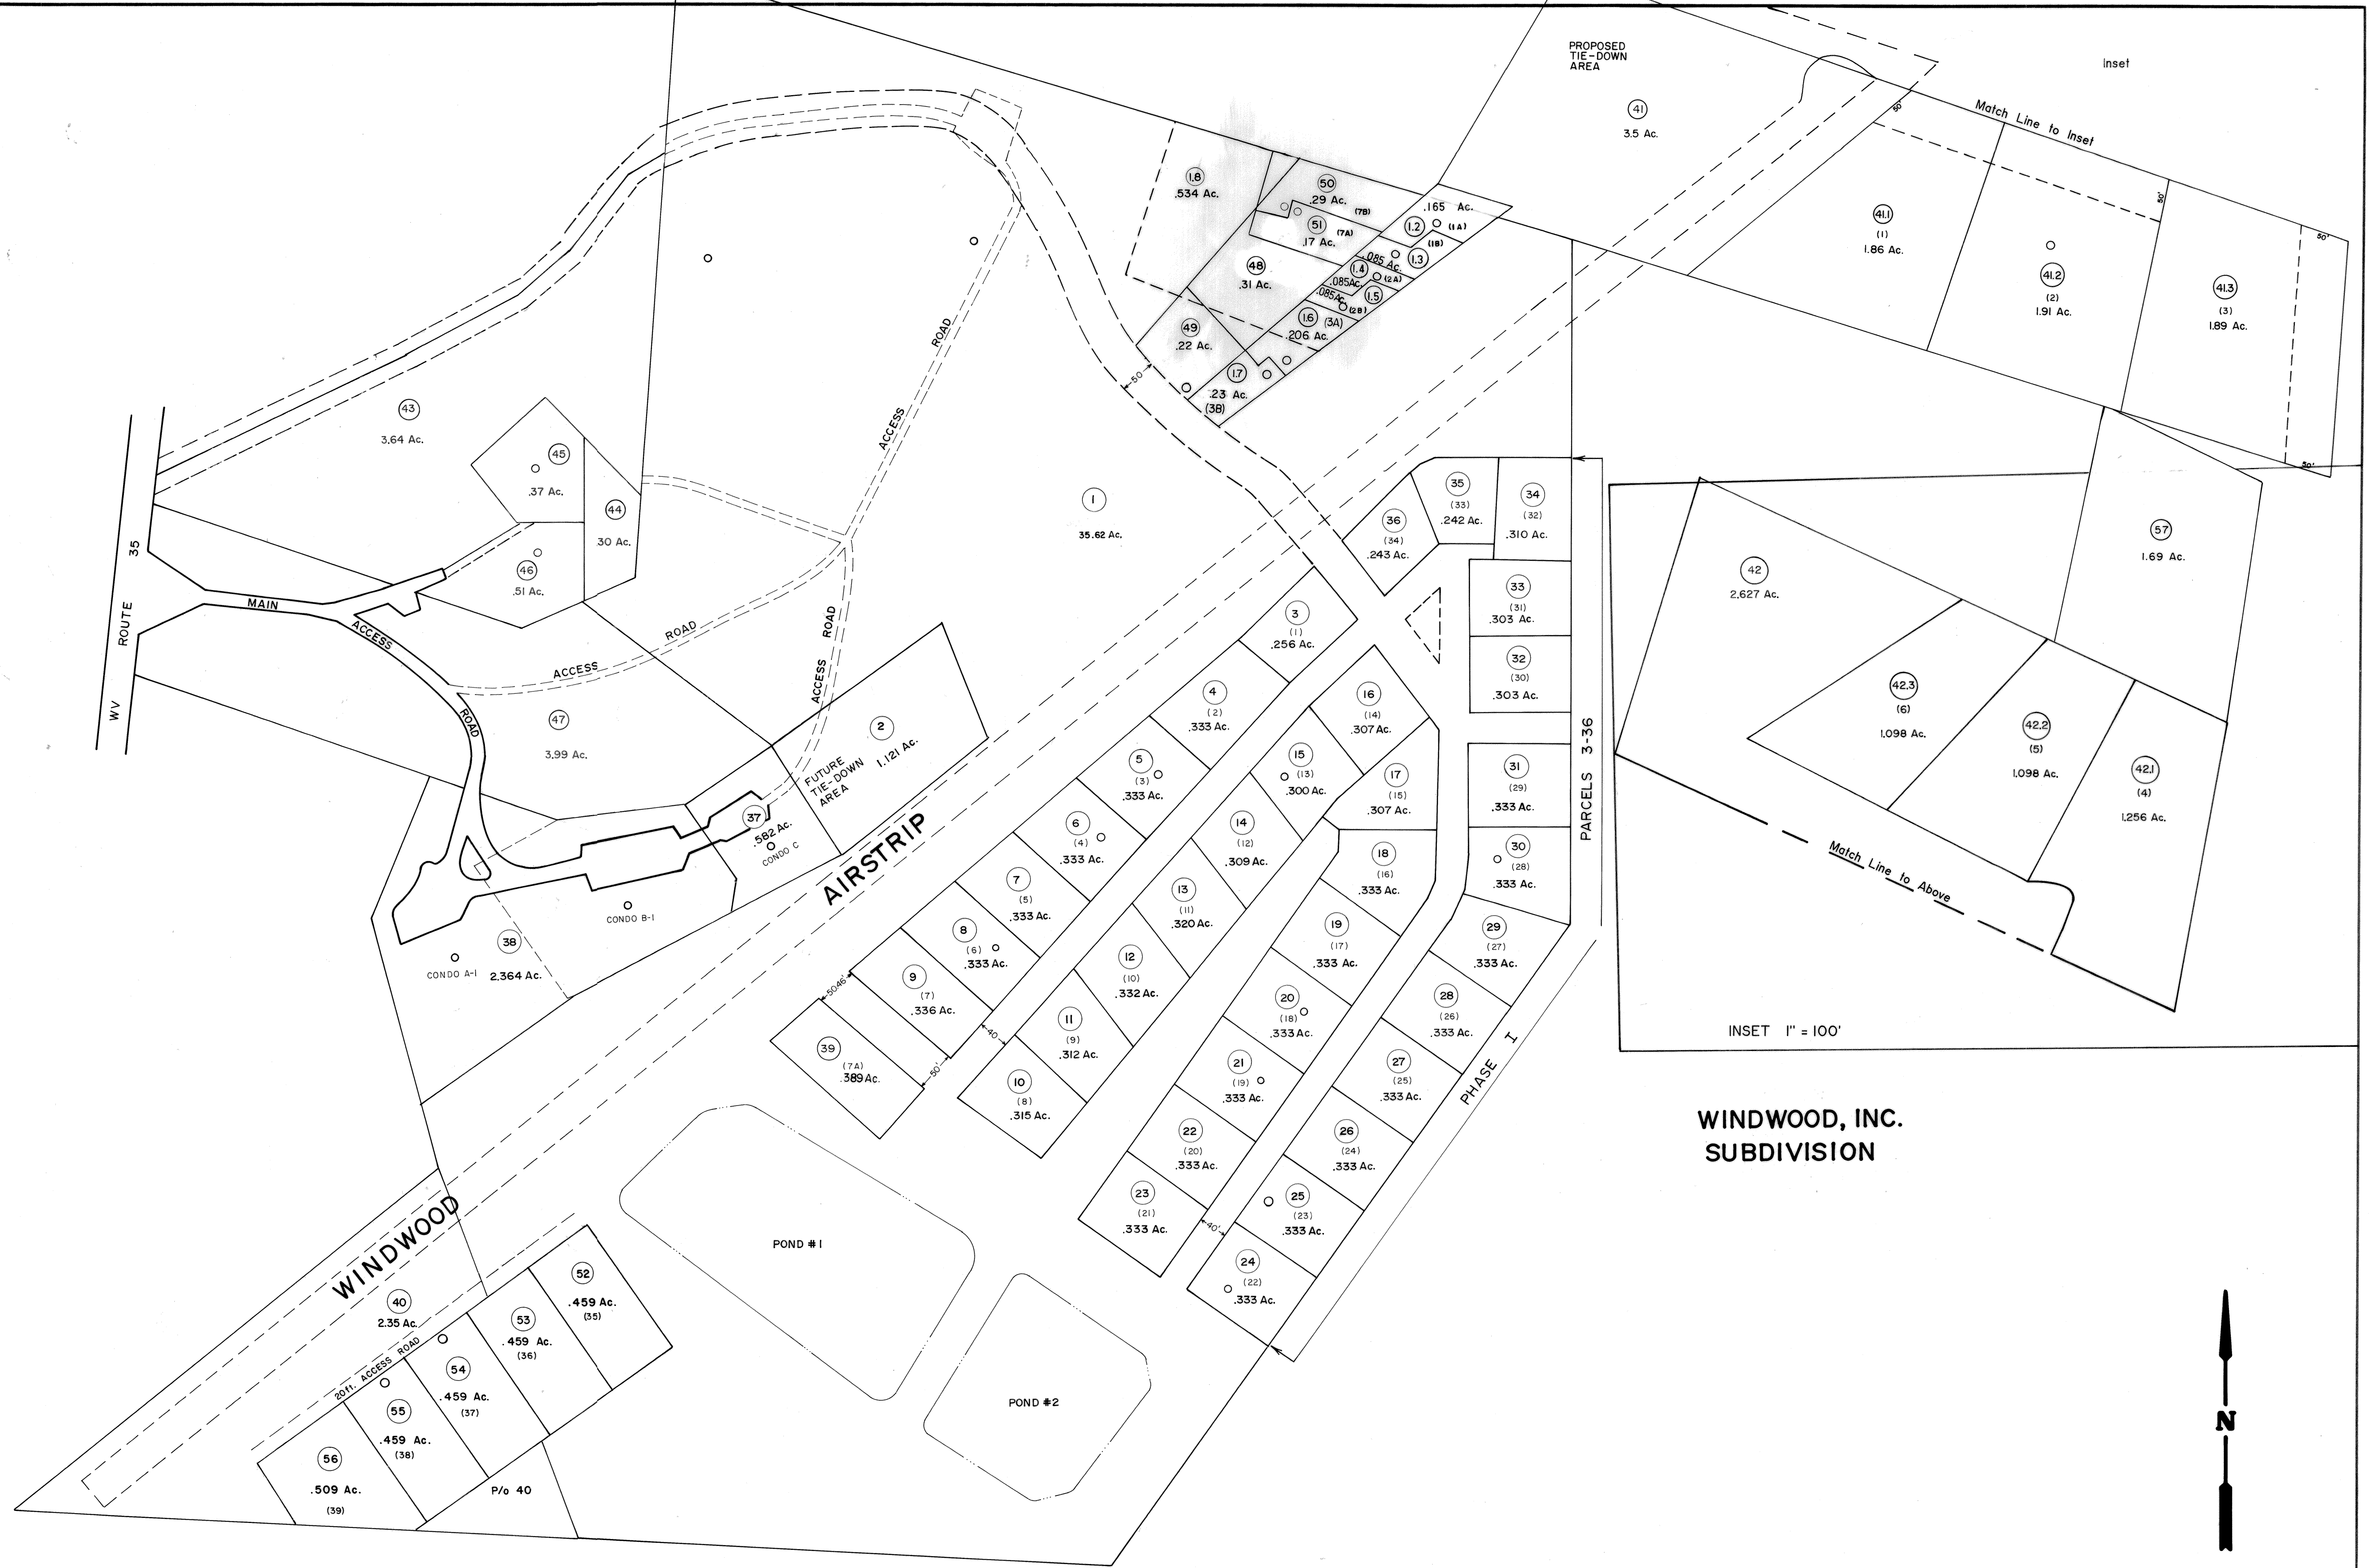 PROPOSED
TIE-DOWN
AREA
41
3.5 Ac.
Inset
Match Line to Inset
50'
50'
50'
50'
1.8
.534 Ac.
50
.29 Ac.
(7B)
51
(7A)
.17 Ac.
48
.31 Ac.
49
.22 Ac.
.165 Ac.
1.2
(1A)
(1B)
1.3
.085 Ac.
1.4
(2A)
.085Ac.
.085Ac.
1.5
(2B)
1.6
(3A)
.206 Ac.
1.7
.23 Ac.
(3B)
50
41.1
(1)
1.86 Ac.
41.2
(2)
1.91 Ac.
41.3
(3)
1.89 Ac.
43
3.64 Ac.
45
.37 Ac.
44
30 Ac.
46
.51 Ac.
ACCESS ROAD
1
35.62 Ac.
WV ROUTE 35
MAIN
ACCESS
ROAD
ACCESS ROAD
ACCESS ROAD
47
3.99 Ac.
2
1.121 Ac.
FUTURE
TIE-DOWN
AREA
37
.582 Ac.
CONDO C
CONDO B-1
38
CONDO A-1
2.364 Ac.
WINDWOOD AIRSTRIP
35
(33)
.242 Ac.
34
(32)
.310 Ac.
36
(34)
.243 Ac.
33
(31)
.303 Ac.
32
(30)
.303 Ac.
31
(29)
.333 Ac.
30
(28)
.333 Ac.
PARCELS 3-36
PHASE I
3
(1)
.256 Ac.
4
(2)
.333 Ac.
5
(3)
.333 Ac.
6
(4)
.333 Ac.
7
(5)
.333 Ac.
8
(6)
.333 Ac.
9
(7)
.336 Ac.
50.46'
39
(7A)
.389Ac.
50'
40
16
(14)
.307 Ac.
15
(13)
.300 Ac.
14
(12)
.309 Ac.
13
(11)
.320 Ac.
12
(10)
.332 Ac.
11
(9)
.312 Ac.
10
(8)
.315 Ac.
17
(15)
.307 Ac.
18
(16)
.333 Ac.
19
(17)
.333 Ac.
20
(18)
.333 Ac.
21
(19)
.333 Ac.
22
(20)
.333 Ac.
23
(21)
.333 Ac.
40'
29
(27)
.333 Ac.
28
(26)
.333 Ac.
27
(25)
.333 Ac.
26
(24)
.333 Ac.
25
(23)
.333 Ac.
24
(22)
.333 Ac.
57
1.69 Ac.
42
2.627 Ac.
42.3
(6)
1.098 Ac.
42.2
(5)
1.098 Ac.
42.1
(4)
1.256 Ac.
Match Line to Above
INSET 1" = 100'
WINDWOOD, INC.
SUBDIVISION
POND #1
POND #2
40
2.35 Ac.
20ft. ACCESS ROAD
52
.459 Ac.
(35)
53
.459 Ac.
(36)
54
.459 Ac.
(37)
55
.459 Ac.
(38)
56
.509 Ac.
(39)
P/o 40
N